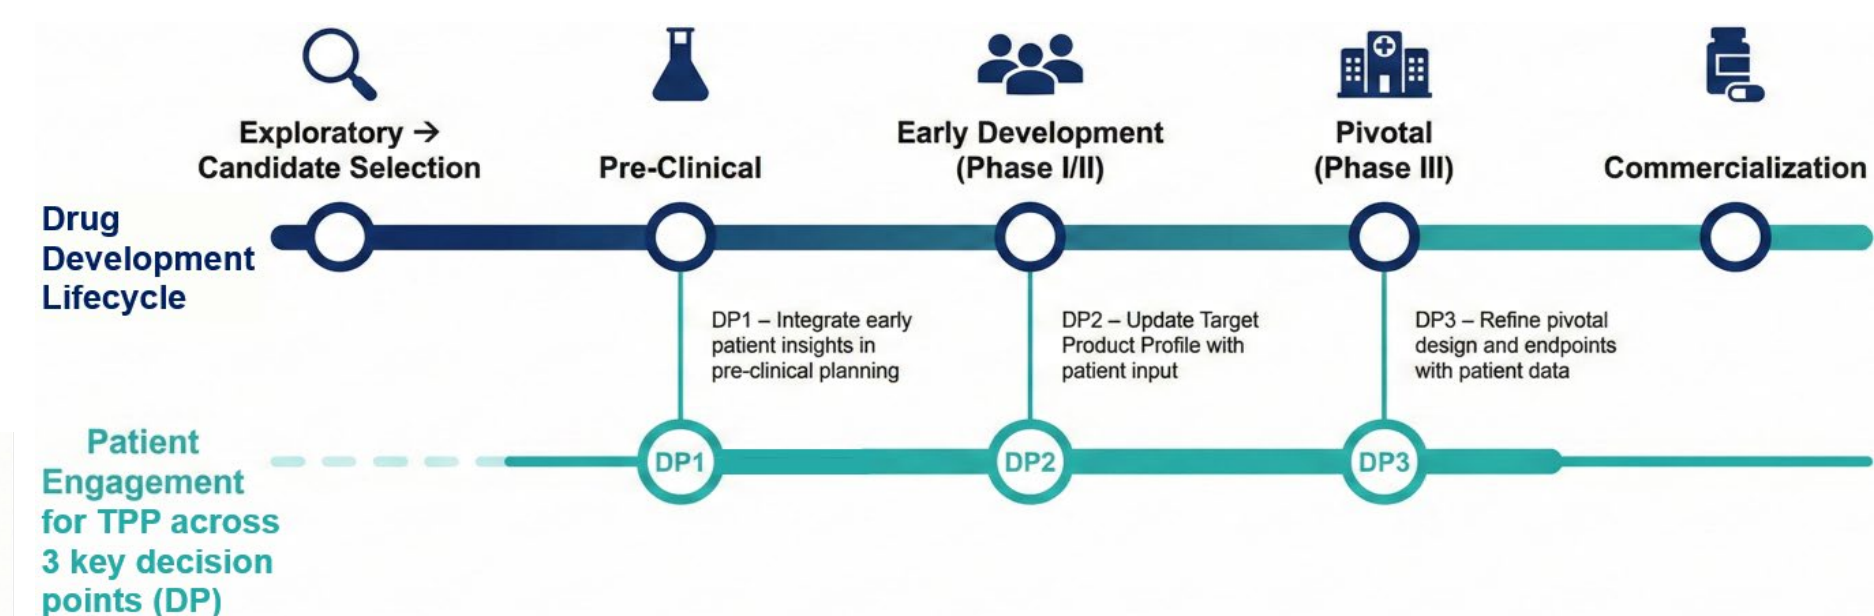 Exploratory →
Candidate Selection
Pre-Clinical
Early Development
(Phase I/II)
Pivotal
(Phase III)
Commercialization
Drug
Development
Lifecycle
DP1 – Integrate early
patient insights in
pre-clinical planning
DP2 – Update Target
Product Profile with
patient input
DP3 – Refine pivotal
design and endpoints
with patient data
Patient
Engagement
for TPP across
3 key decision
points (DP)
DP1
DP2
DP3